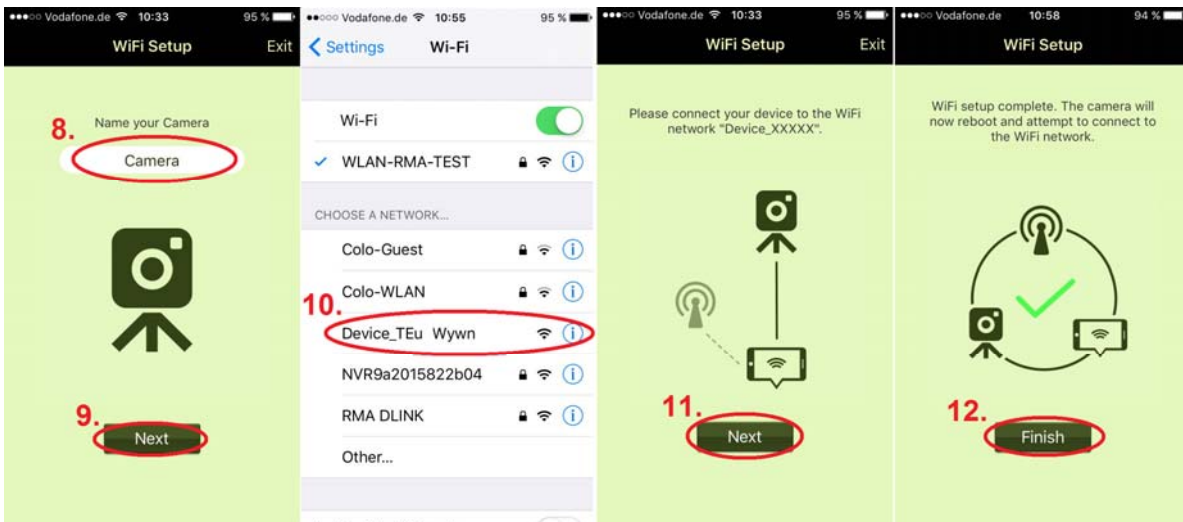 Vodafone.de 10:33 95 %
WiFi Setup Exit
Name your Camera
8.
Camera
9.
Next
Vodafone.de 10:55 95 %
Settings Wi-Fi
Wi-Fi
WLAN-RMA-TEST
CHOOSE A NETWORK...
Colo-Guest
Colo-WLAN
10.
Device_TEu Wywn
NVR9a2015822b04
RMA DLINK
Other...
Vodafone.de 10:33 95 %
WiFi Setup Exit
Please connect your device to the WiFi
network "Device_XXXXX".
11.
Next
Vodafone.de 10:58 94 %
WiFi Setup
WiFi setup complete. The camera will
now reboot and attempt to connect to
the WiFi network.
12.
Finish